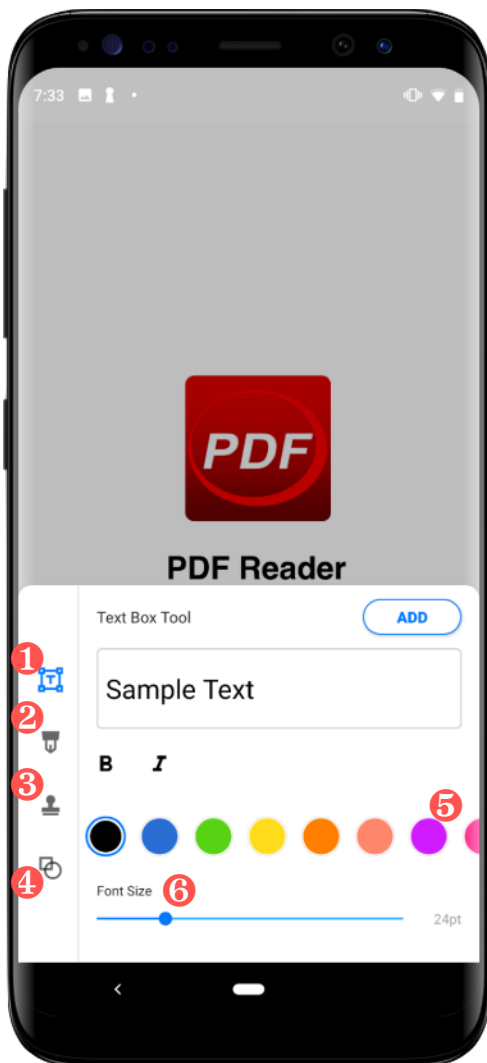 7:33
PDF
PDF Reader
Text Box Tool
ADD
1
Sample Text
2
B I
3
5
4
Font Size 6
24pt